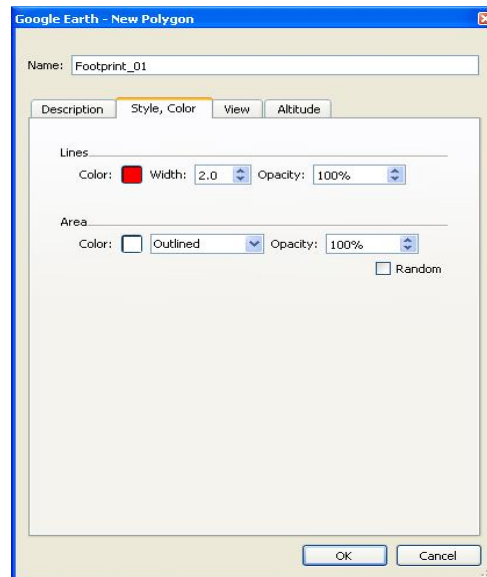 Google Earth - New Polygon
Name: Footprint_01
Description Style, Color View Altitude
Lines
Color: Width: 2.0 Opacity: 100%
Area
Color: Outlined Opacity: 100%
Random
OK Cancel